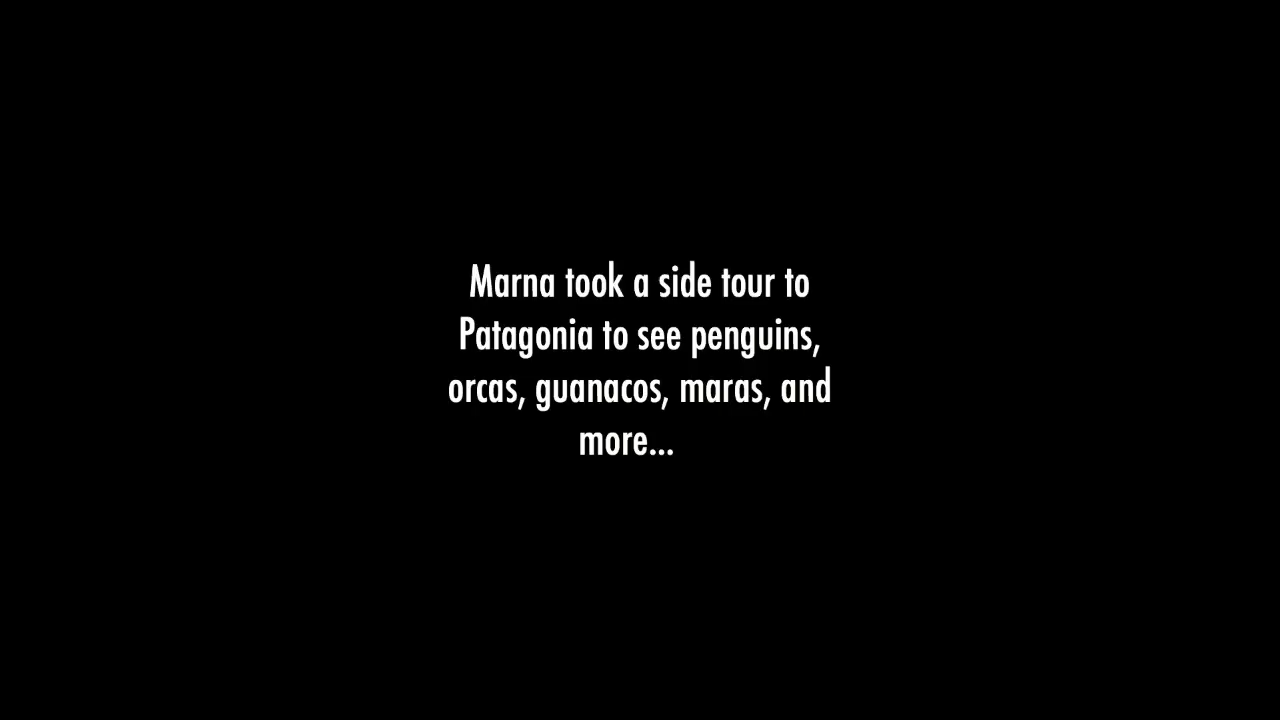 Marna took a side tour to
Patagonia to see penguins,
orcas, guanacos, maras, and
more...